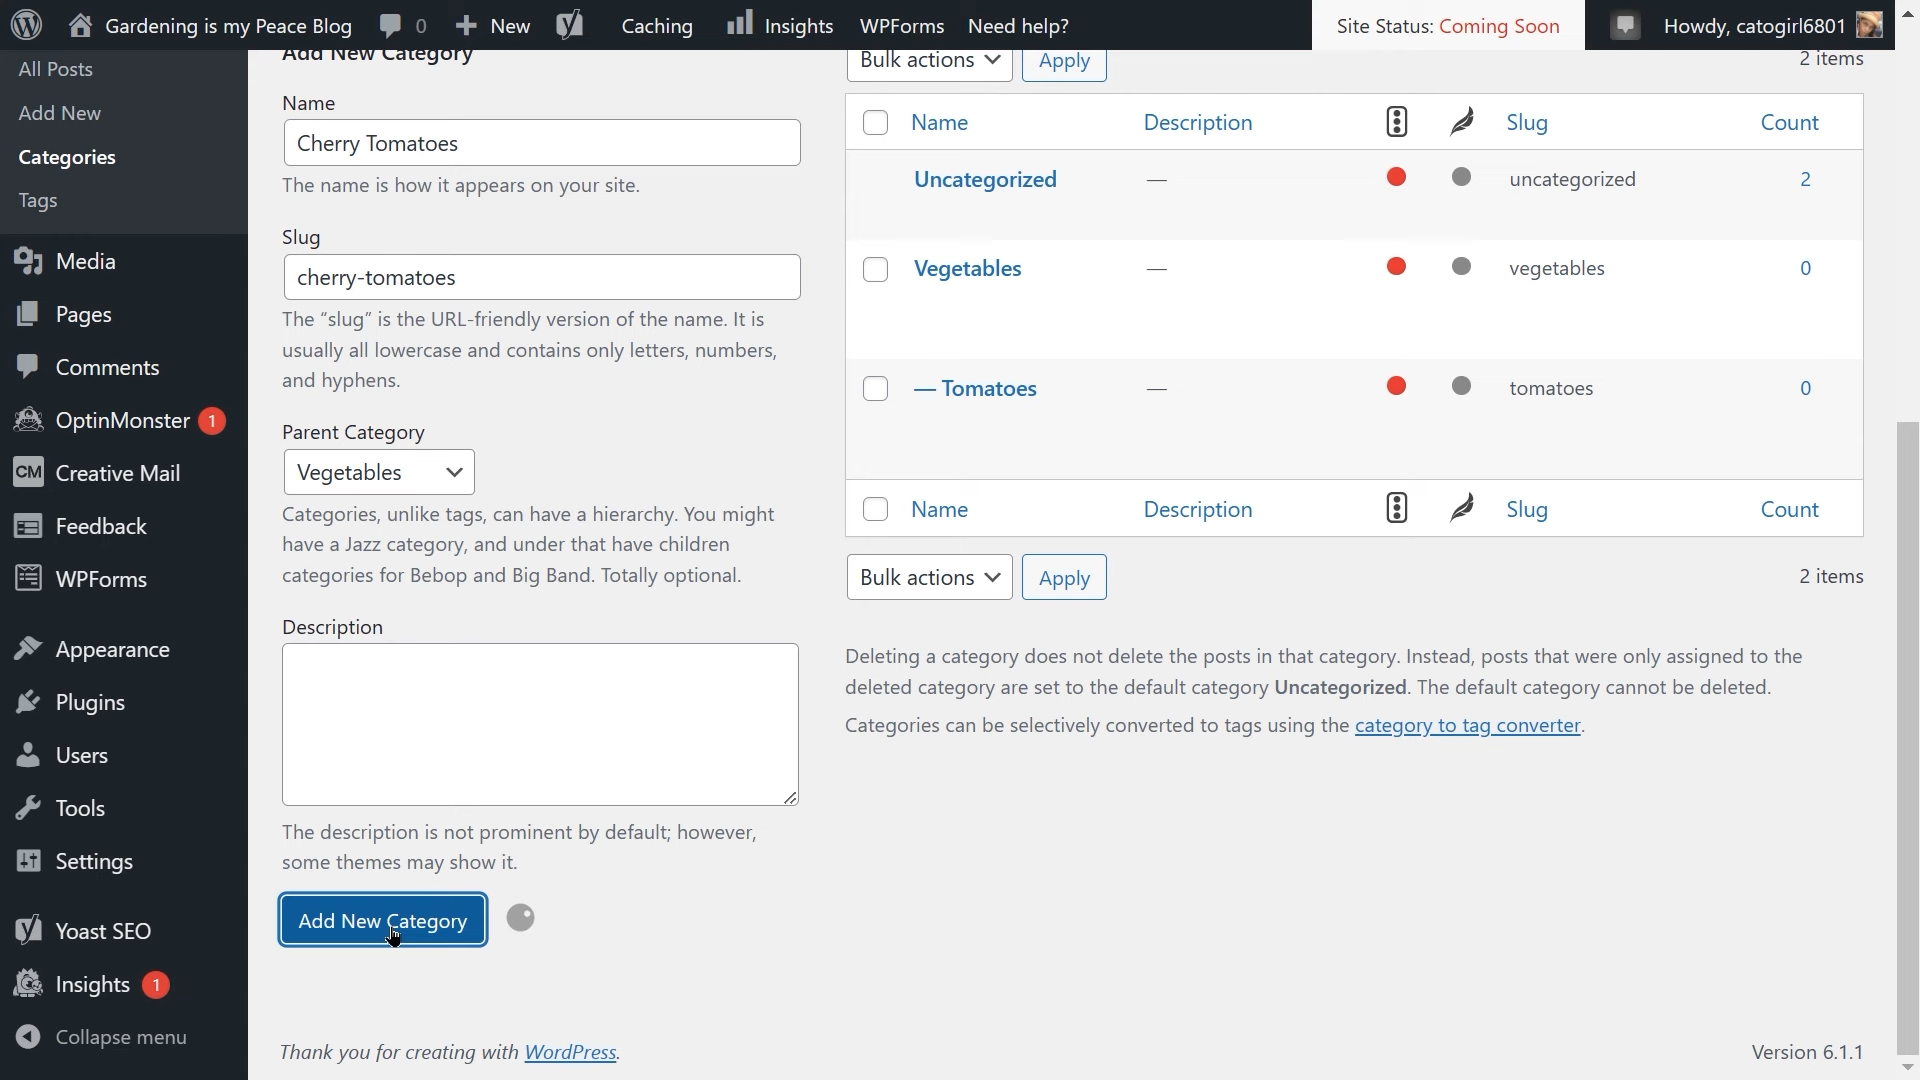 Gardening is my Peace Blog 0 New Caching Insights WPForms Need help? Site Status: Coming Soon Howdy, catogirl6801
All Posts
Add New
Categories
Tags
Media
Pages
Comments
OptinMonster 1
CM Creative Mail
Feedback
WPForms
Appearance
Plugins
Users
Tools
Settings
Yoast SEO
Insights 1
Collapse menu
Add New Category
Name
Cherry Tomatoes
The name is how it appears on your site.
Slug
cherry-tomatoes
The “slug” is the URL-friendly version of the name. It is
usually all lowercase and contains only letters, numbers,
and hyphens.
Parent Category
Vegetables
Categories, unlike tags, can have a hierarchy. You might
have a Jazz category, and under that have children
categories for Bebop and Big Band. Totally optional.
Description
The description is not prominent by default; however,
some themes may show it.
Add New Category
Bulk actions Apply 2 items
Name Description Slug Count
Uncategorized — uncategorized 2
Vegetables — vegetables 0
— Tomatoes — tomatoes 0
Name Description Slug Count
Bulk actions Apply 2 items
Deleting a category does not delete the posts in that category. Instead, posts that were only assigned to the
deleted category are set to the default category Uncategorized. The default category cannot be deleted.
Categories can be selectively converted to tags using the category to tag converter.
Thank you for creating with WordPress. Version 6.1.1